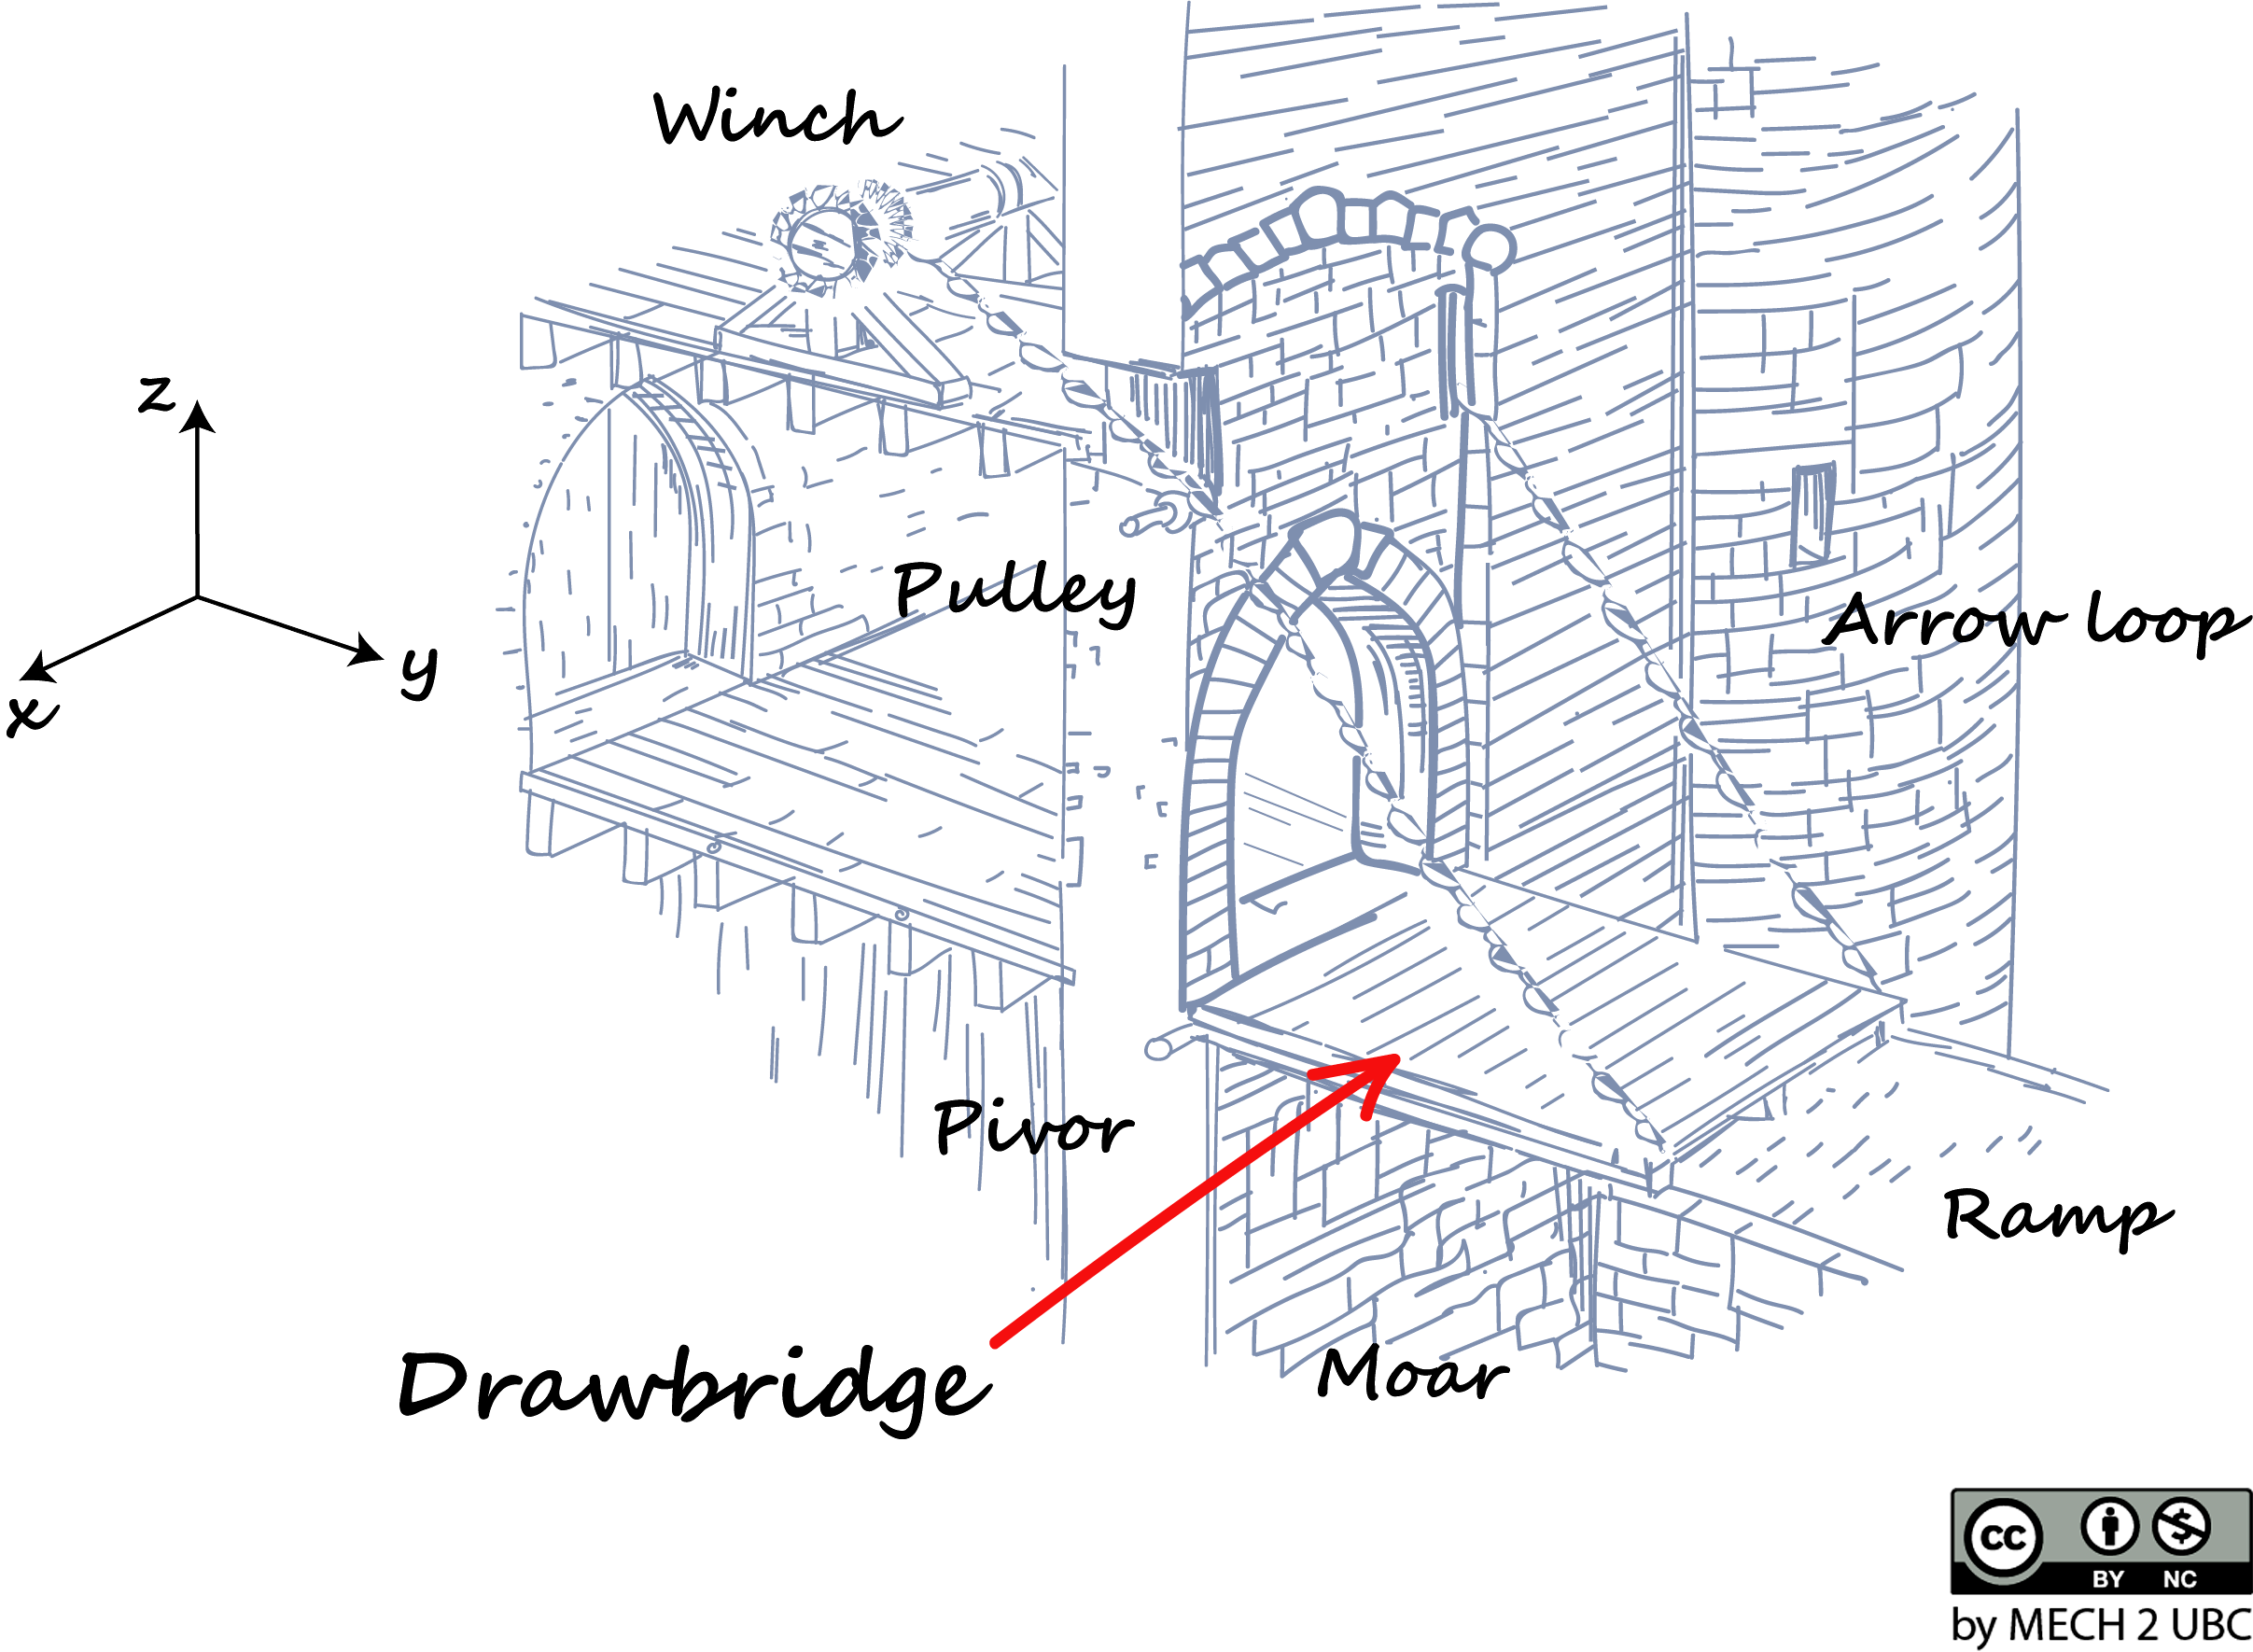 Winch
z
Pulley
Arrow loop
y
x
Pivor
Ramp
Drawbridge
Moar
cc
BY NC
by MECH 2 UBC